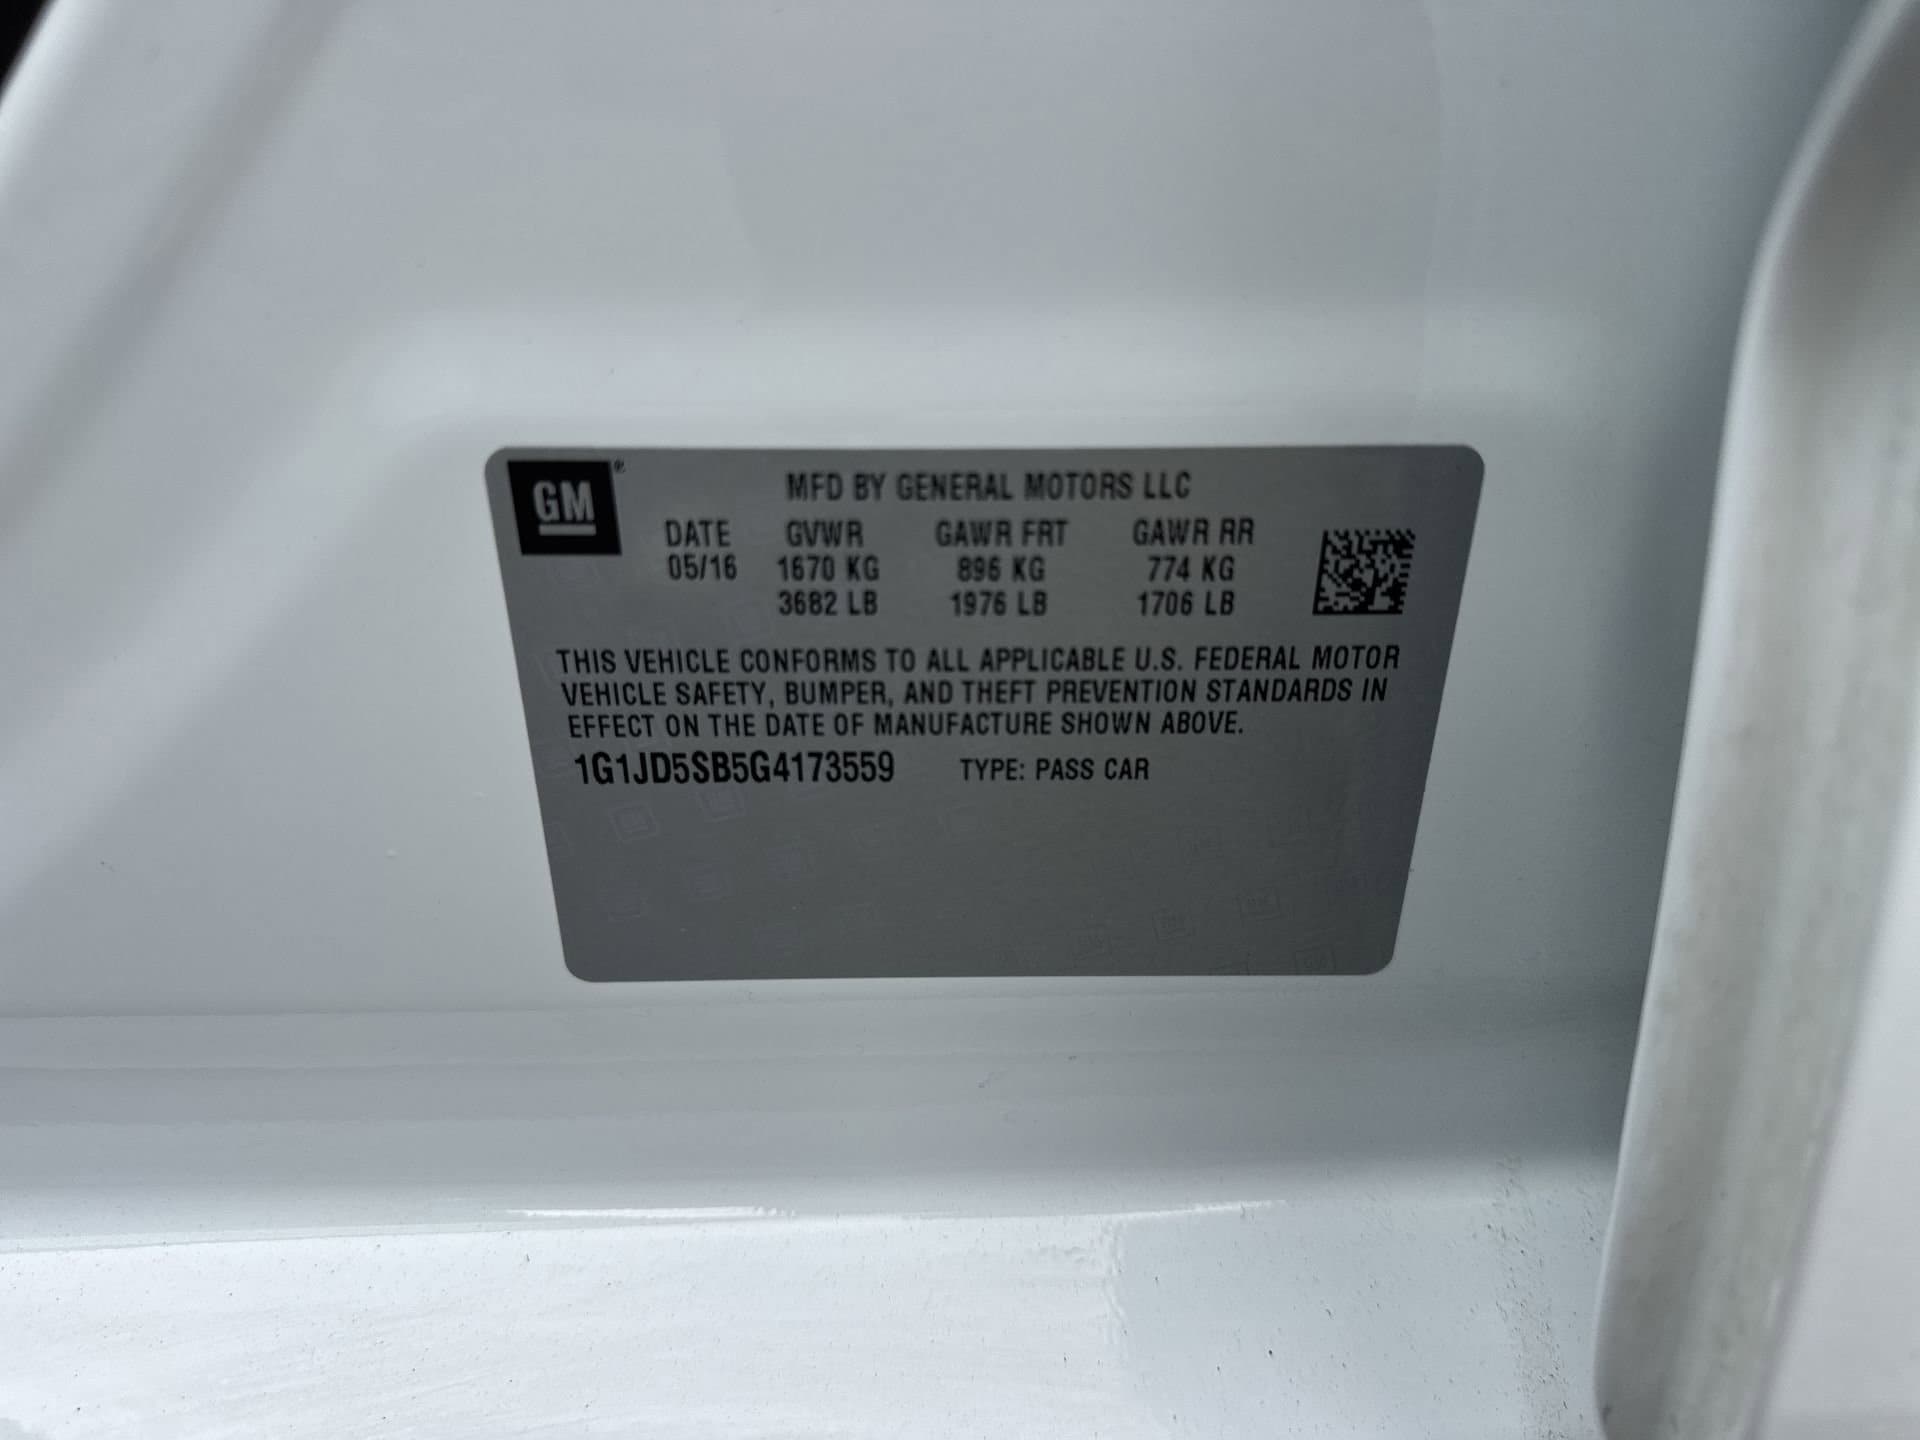 GM®
MFD BY GENERAL MOTORS LLC
DATE GVWR GAWR FRT GAWR RR
05/16 1670 KG 896 KG 774 KG
3682 LB 1976 LB 1706 LB
THIS VEHICLE CONFORMS TO ALL APPLICABLE U.S. FEDERAL MOTOR
VEHICLE SAFETY, BUMPER, AND THEFT PREVENTION STANDARDS IN
EFFECT ON THE DATE OF MANUFACTURE SHOWN ABOVE.
1G1JD5SB5G4173559 TYPE: PASS CAR